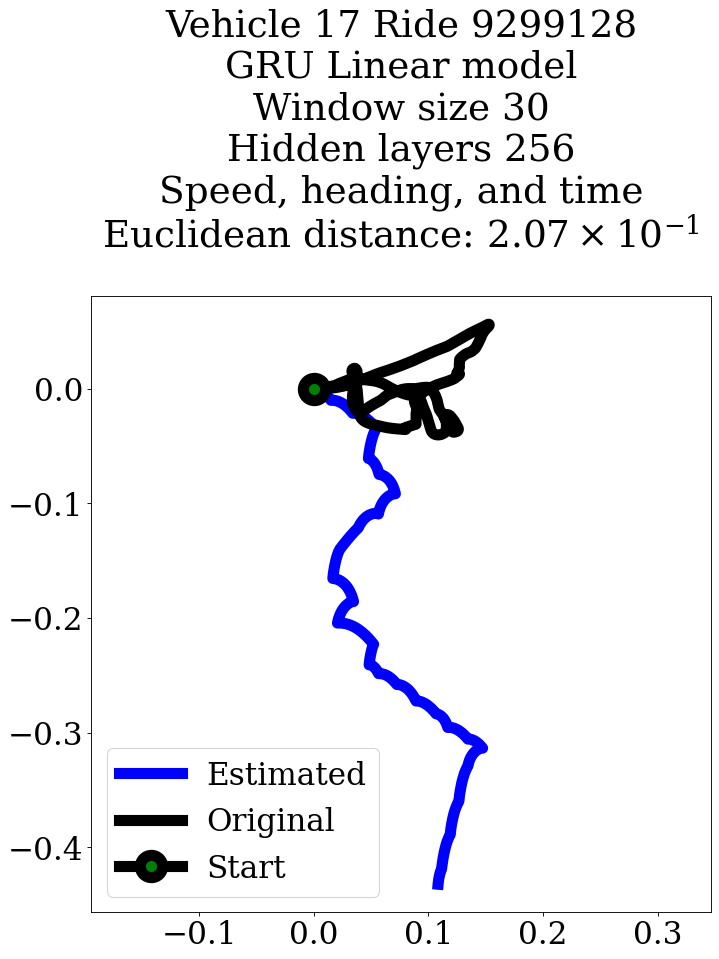 Vehicle 17 Ride 9299128
GRU Linear model
Window size 30
Hidden layers 256
Speed, heading, and time
Euclidean distance: 2.07 × 10⁻¹
0.0
−0.1
−0.2
−0.3
−0.4
Estimated
Original
Start
−0.1 0.0 0.1 0.2 0.3